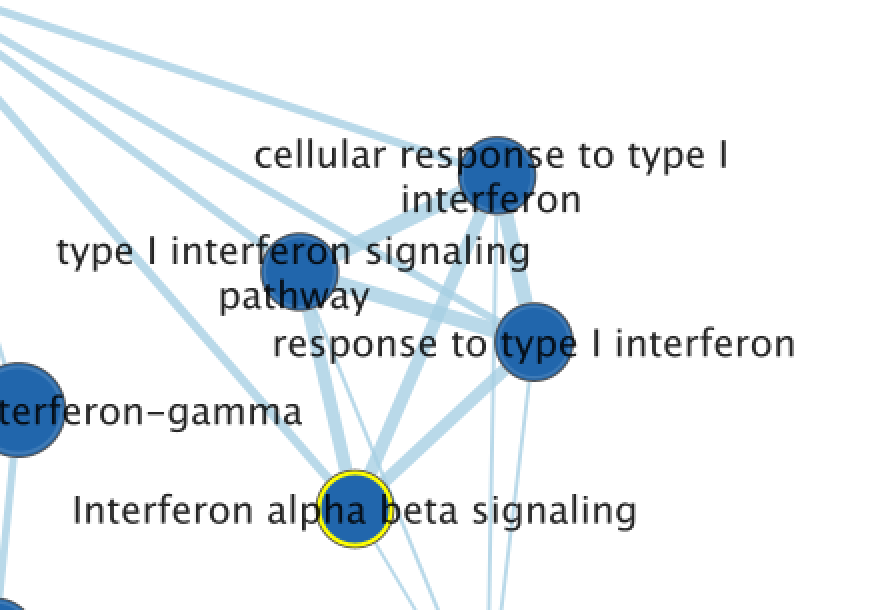 cellular response to type I
interferon
type I interferon signaling
pathway
response to type I interferon
terferon-gamma
Interferon alpha beta signaling